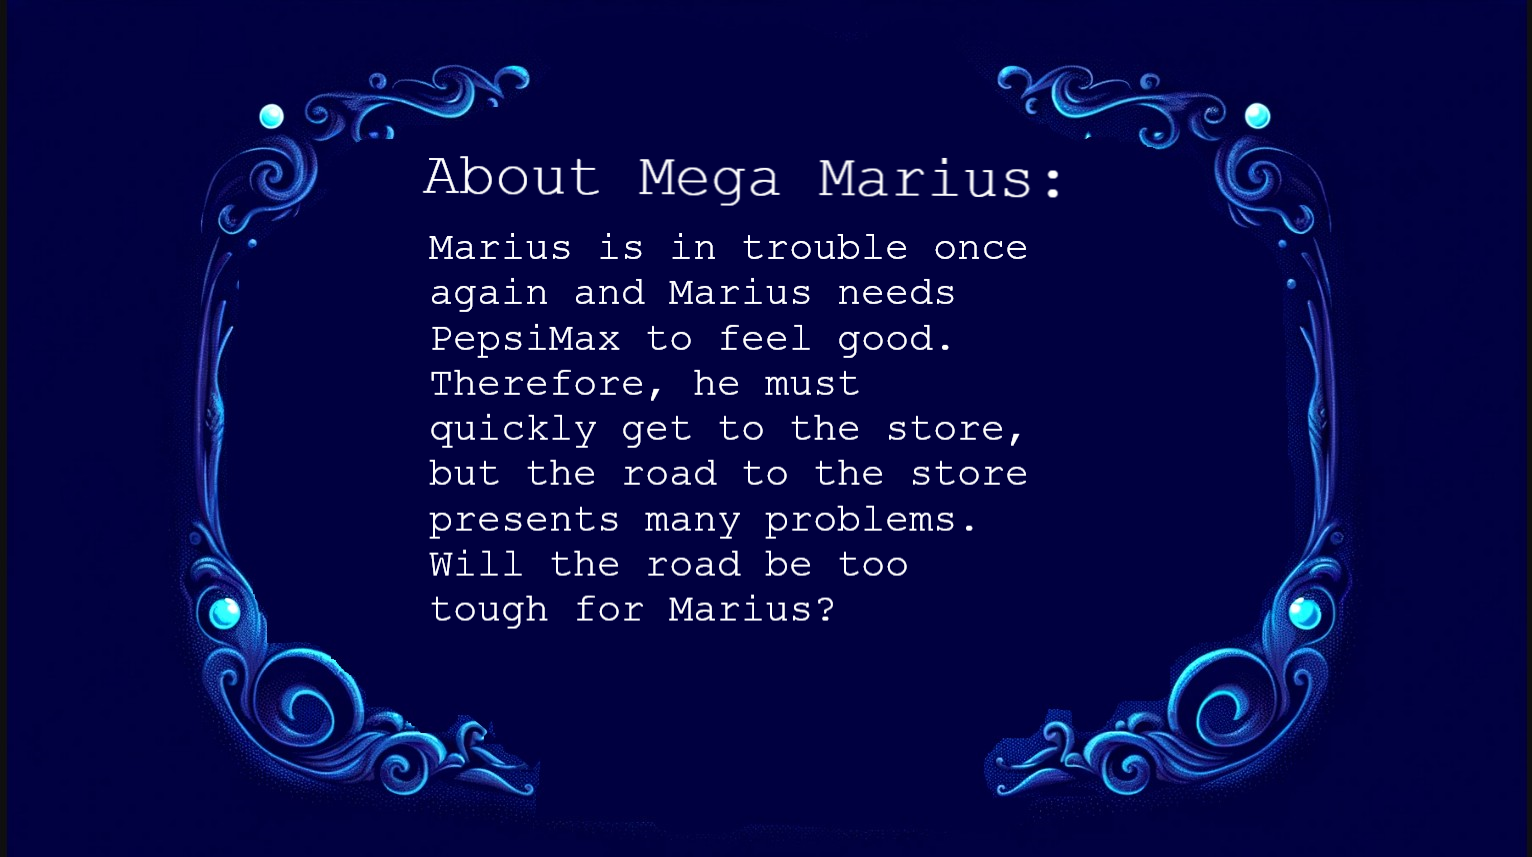 About Mega Marius:
Marius is in trouble once
again and Marius needs
PepsiMax to feel good.
Therefore, he must
quickly get to the store,
but the road to the store
presents many problems.
Will the road be too
tough for Marius?